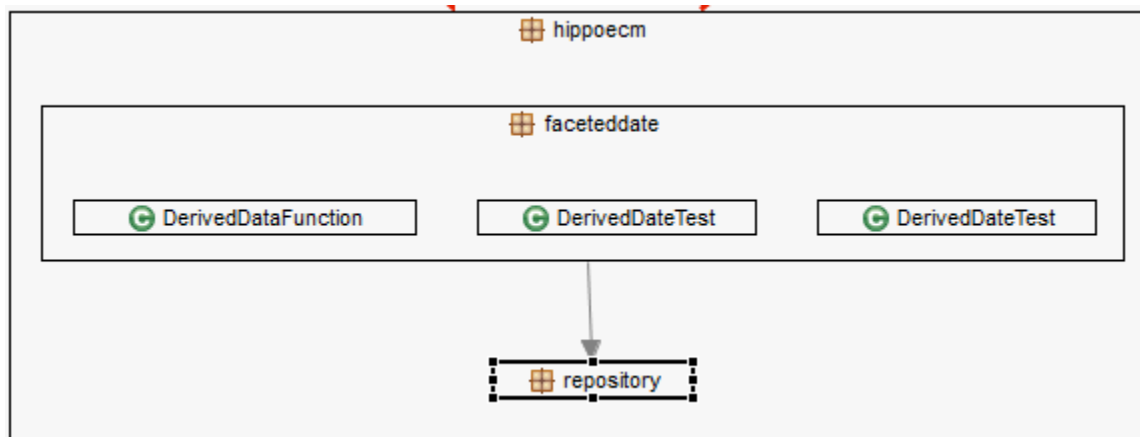 hippoecm
faceteddate
DerivedDataFunction
DerivedDateTest
DerivedDateTest
repository